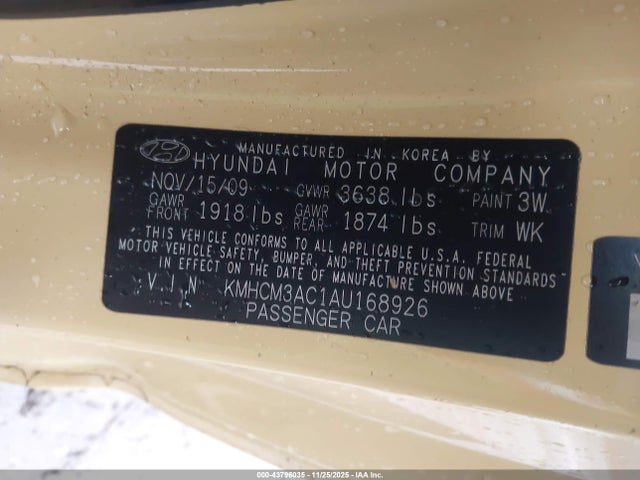 MANUFACTURED IN KOREA BY
HYUNDAI MOTOR COMPANY
NOV/15/09 GVWR 3638 lbs PAINT 3W
GAWR FRONT 1918 lbs GAWR REAR 1874 lbs TRIM WK
THIS VEHICLE CONFORMS TO ALL APPLICABLE U.S.A. FEDERAL
MOTOR VEHICLE SAFETY, BUMPER, AND THEFT PREVENTION STANDARDS
IN EFFECT ON THE DATE OF MANUFACTURE SHOWN ABOVE
VIN KMHCM3AC1AU168926
PASSENGER CAR
000-43796035 - 11/25/2025 - IAA Inc.